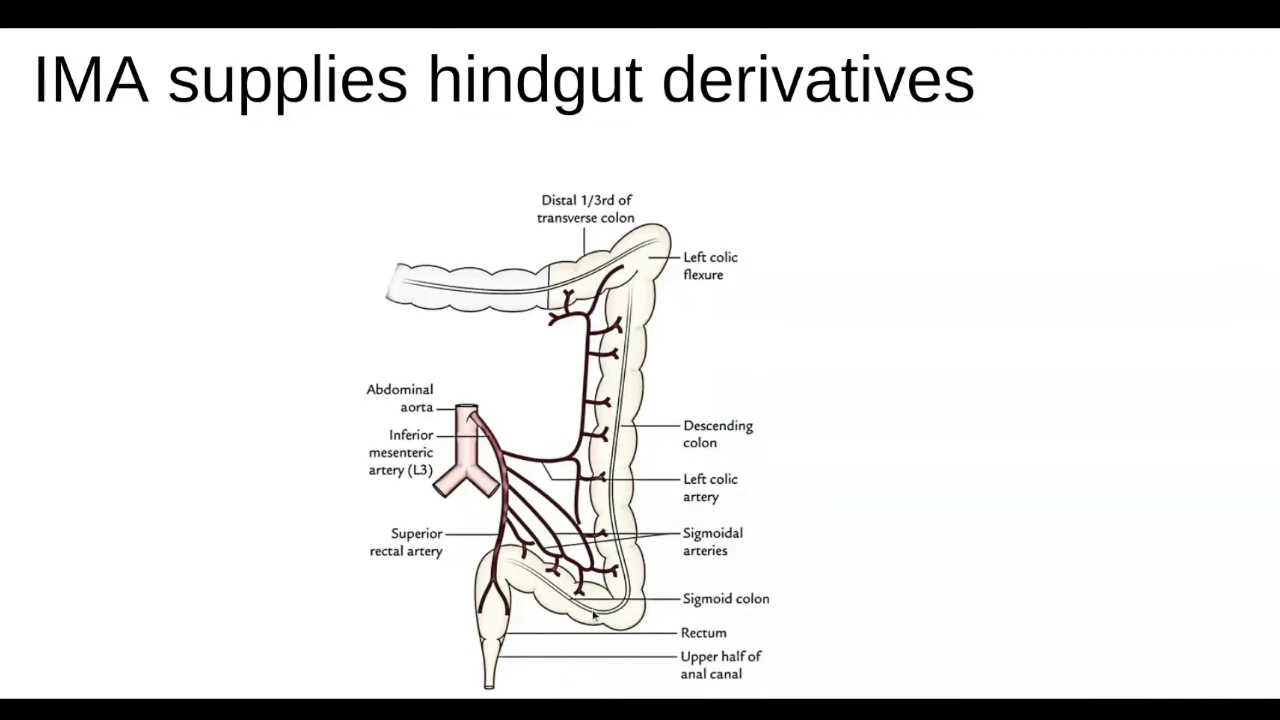 IMA supplies hindgut derivatives
Distal 1/3rd of
transverse colon
Left colic
flexure
Abdominal
aorta
Inferior
mesenteric
artery (L3)
Descending
colon
Left colic
artery
Superior
rectal artery
Sigmoidal
arteries
Sigmoid colon
Rectum
Upper half of
anal canal